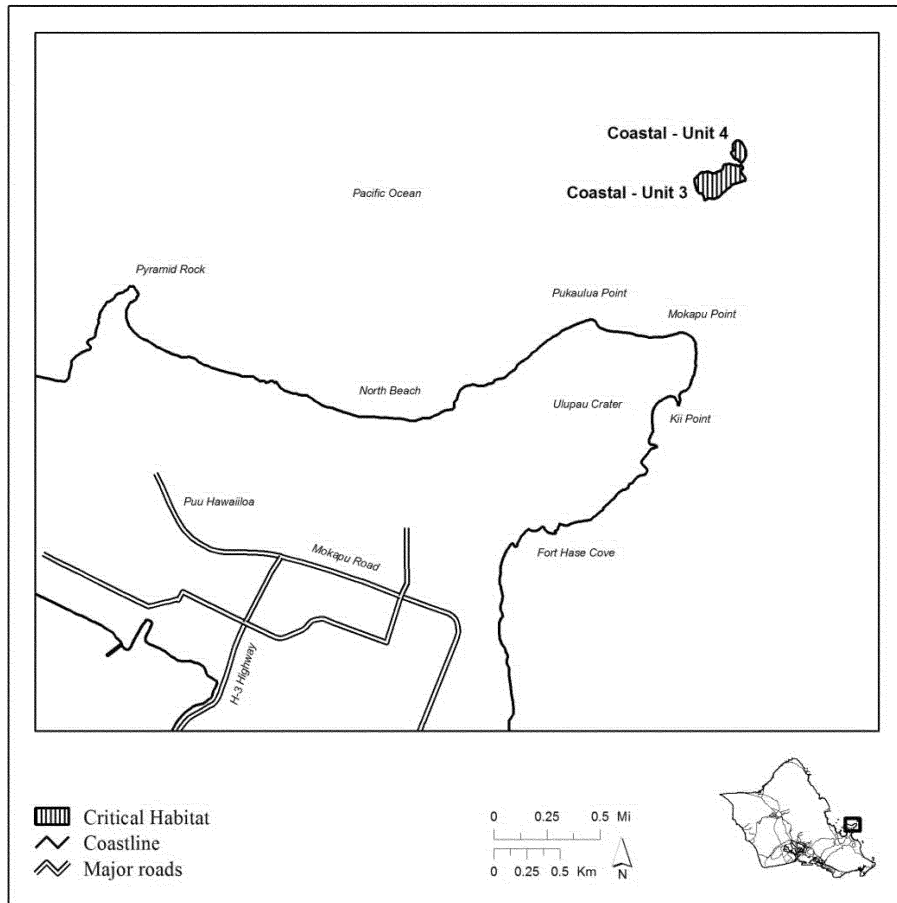 Coastal - Unit 4
Pacific Ocean
Coastal - Unit 3
Pyramid Rock
Pukaulua Point
Mokapu Point
North Beach
Ulupau Crater
Kii Point
Puu Hawaiiloa
Mokapu Road
Fort Hase Cove
H-3 Highway
Critical Habitat
Coastline
Major roads
0 0.25 0.5 Mi
0 0.25 0.5 Km
N